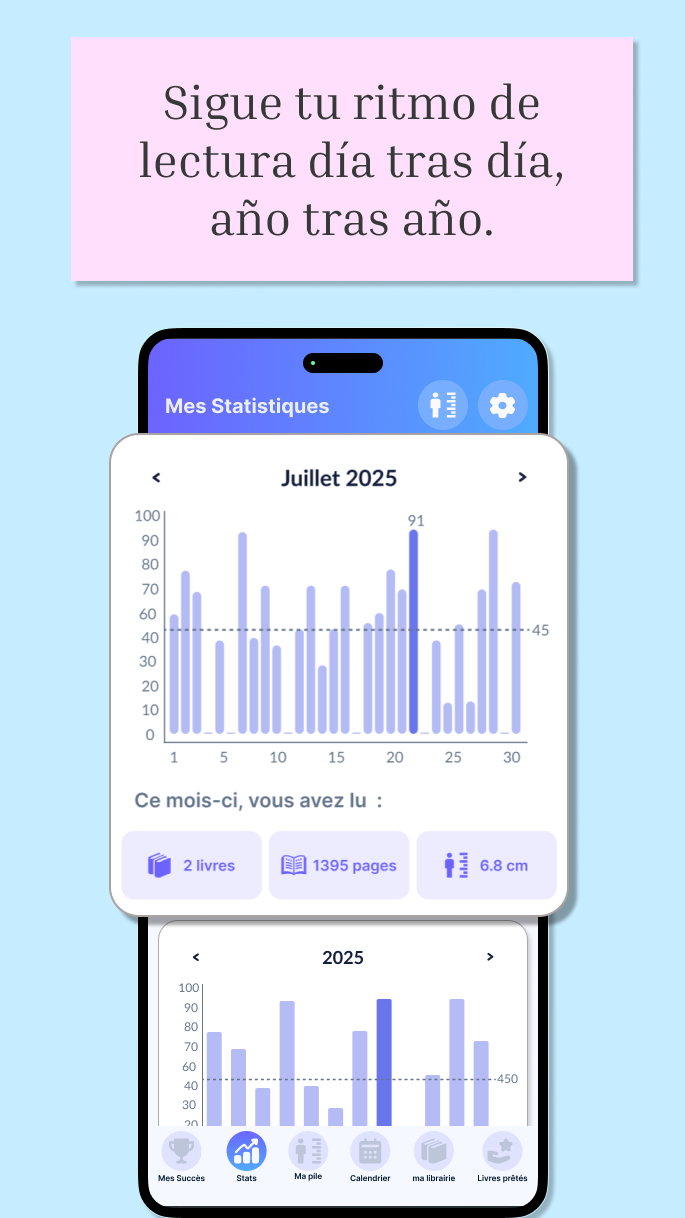 Sigue tu ritmo de
lectura día tras día,
año tras año.
Mes Statistiques
< Juillet 2025 >
91
100
90
80
70
60
40
30
20
10
0
45
1 5 10 15 20 25 30
Ce mois-ci, vous avez lu :
2 livres 1395 pages 6.8 cm
< 2025 >
100
90
80
70
60
40
30
20
450
Mes Succès Stats Ma pile Calendrier ma librairie Livres prêtés